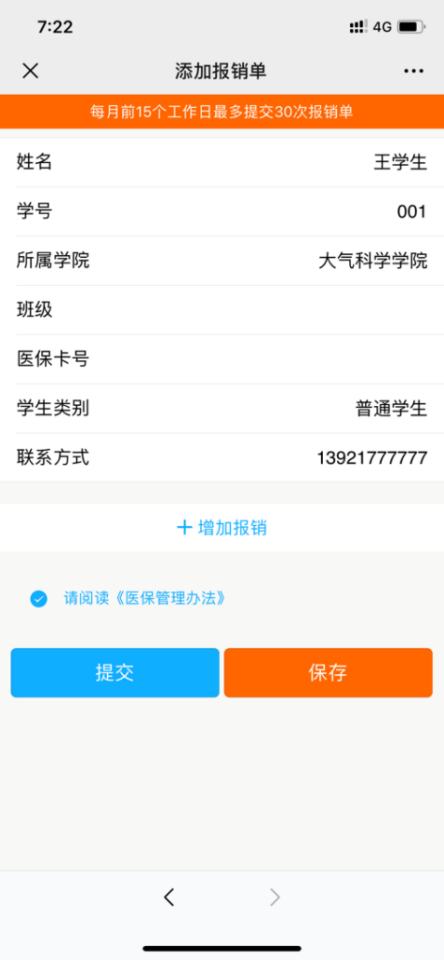 7:22
4G
添加报销单
每月前15个工作日最多提交30次报销单
姓名 王学生
学号 001
所属学院 大气科学学院
班级
医保卡号
学生类别 普通学生
联系方式 13921777777
+ 增加报销
请阅读《医保管理办法》
提交 保存